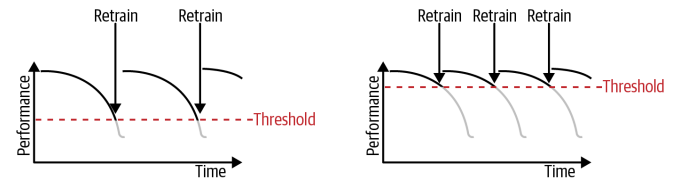 Retrain Retrain
Performance
Threshold
Time
Retrain Retrain Retrain
Performance
Threshold
Time